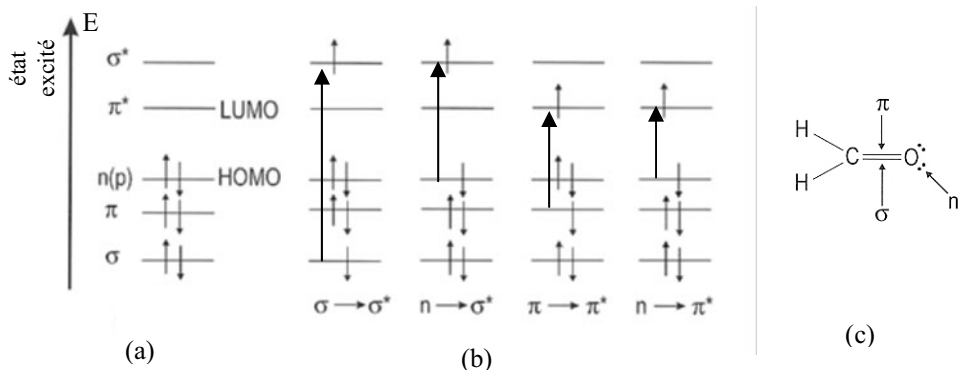 E
état
excité
σ*
π* LUMO
n(p) HOMO
π
σ
σ → σ* n → σ* π → π* n → π*
(a)
(b)
π
H
C O
H
σ
n
(c)